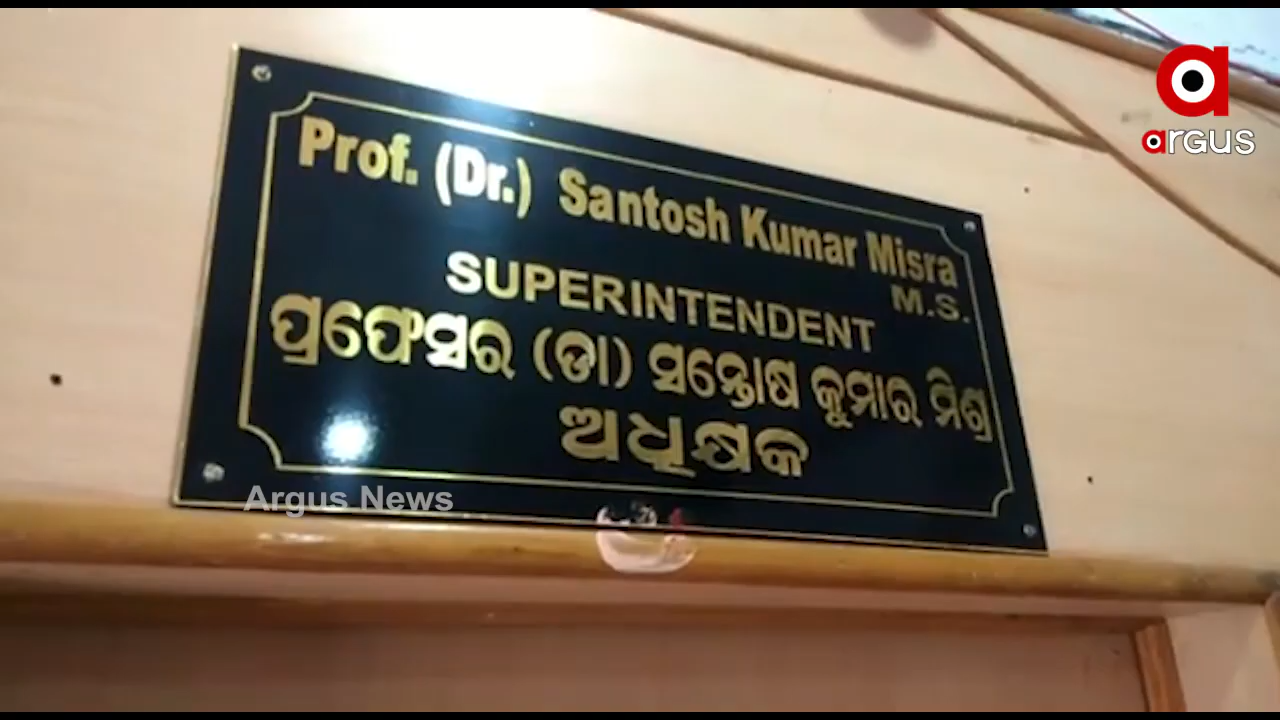 argus
Prof. (Dr.) Santosh Kumar Misra
M.S.
SUPERINTENDENT
ପ୍ରଫେସର (ଡା) ସନ୍ତୋଷ କୁମାର ମିଶ୍ର
ଅଧିକ୍ଷକ
Argus News